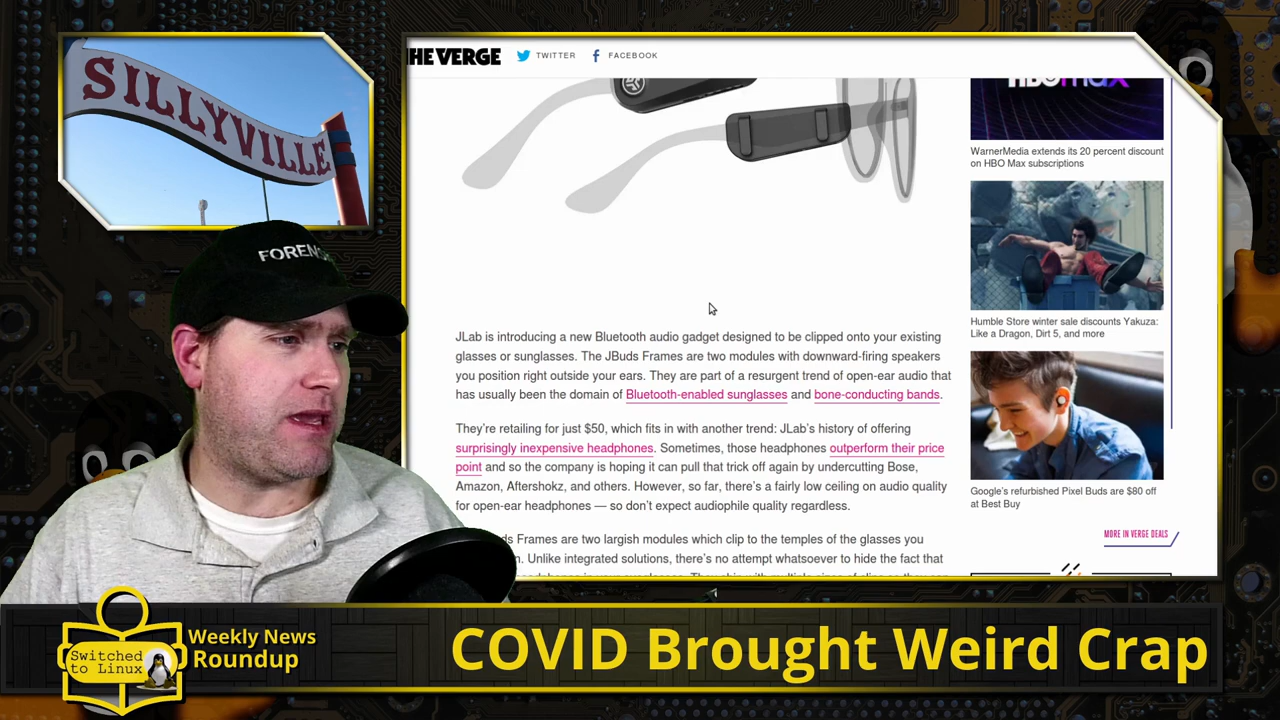 SILLYVILLE
FORENS
HE VERGE
TWITTER
FACEBOOK
HBO max
WarnerMedia extends its 20 percent discount
on HBO Max subscriptions
Humble Store winter sale discounts Yakuza:
Like a Dragon, Dirt 5, and more
Google's refurbished Pixel Buds are $80 off
at Best Buy
MORE IN VERGE DEALS
JLab is introducing a new Bluetooth audio gadget designed to be clipped onto your existing
glasses or sunglasses. The JBuds Frames are two modules with downward-firing speakers
you position right outside your ears. They are part of a resurgent trend of open-ear audio that
has usually been the domain of Bluetooth-enabled sunglasses and bone-conducting bands.
They're retailing for just $50, which fits in with another trend: JLab's history of offering
surprisingly inexpensive headphones. Sometimes, those headphones outperform their price
point and so the company is hoping it can pull that trick off again by undercutting Bose,
Amazon, Aftershokz, and others. However, so far, there's a fairly low ceiling on audio quality
for open-ear headphones — so don't expect audiophile quality regardless.
ds Frames are two largish modules which clip to the temples of the glasses you
n. Unlike integrated solutions, there's no attempt whatsoever to hide the fact that
Switched
to Linux
Weekly News
Roundup
COVID Brought Weird Crap